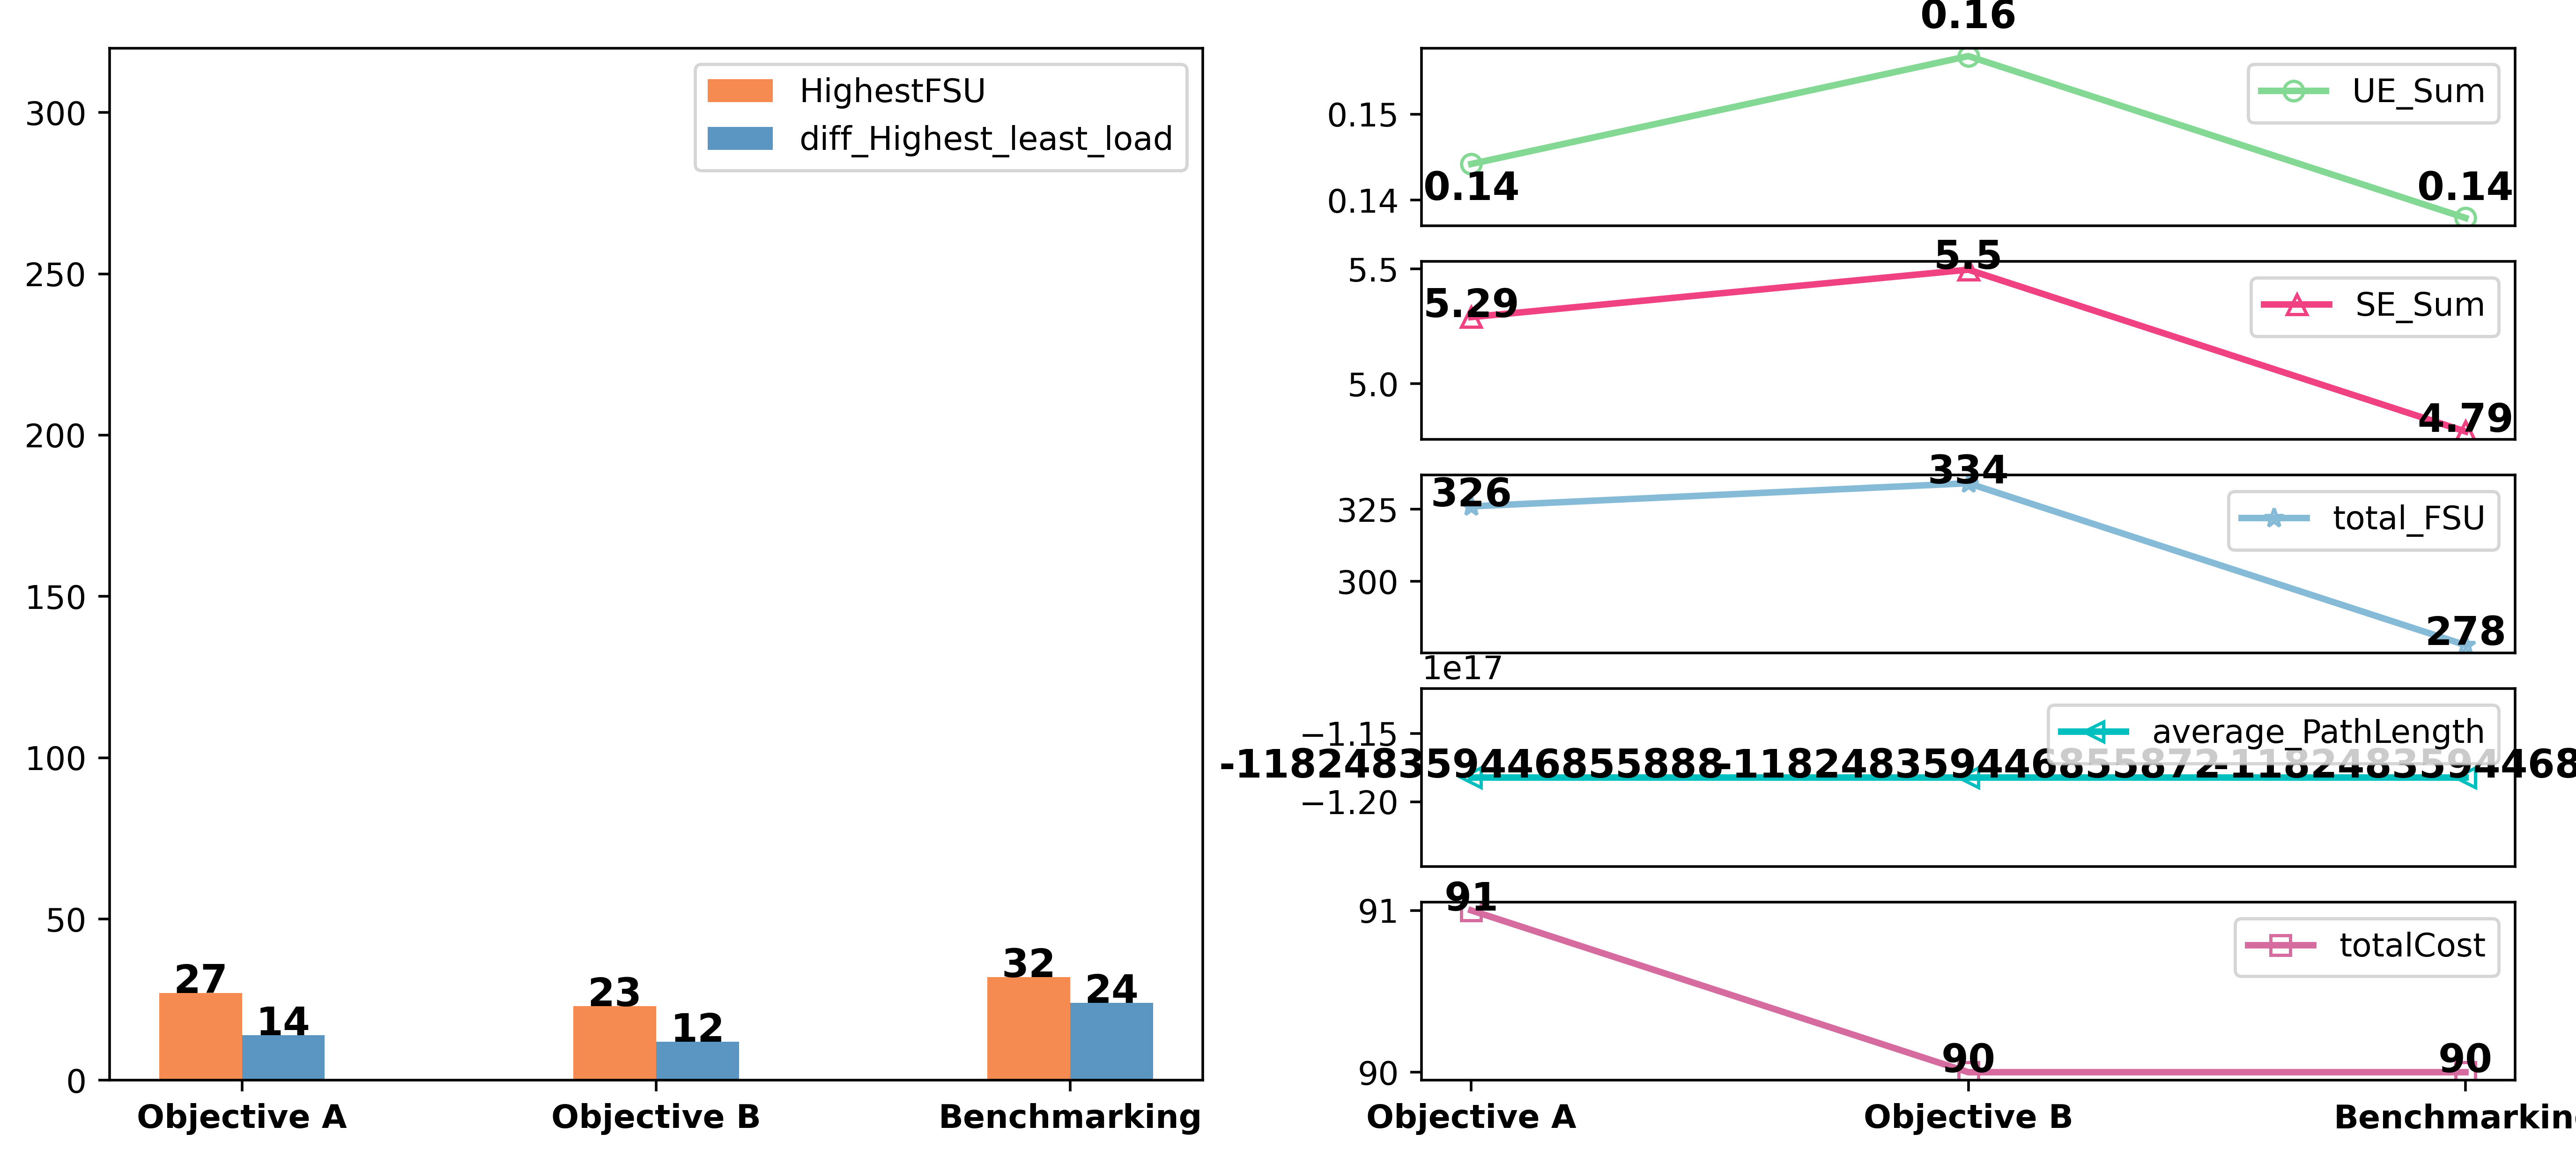 HighestFSU
diff_Highest_least_load
300
250
200
150
100
50
0
27
14
23
12
32
24
Objective A
Objective B
Benchmarking
0.16
UE_Sum
0.15
0.14
0.14
0.14
5.5
5.5
SE_Sum
5.29
5.0
4.79
334
326
325
total_FSU
300
278
1e17
average_PathLength
−1.15
-118248359446855888
-118248359446855872
-1182483594468
−1.20
91
91
totalCost
90
90
90
Objective A
Objective B
Benchmarkin